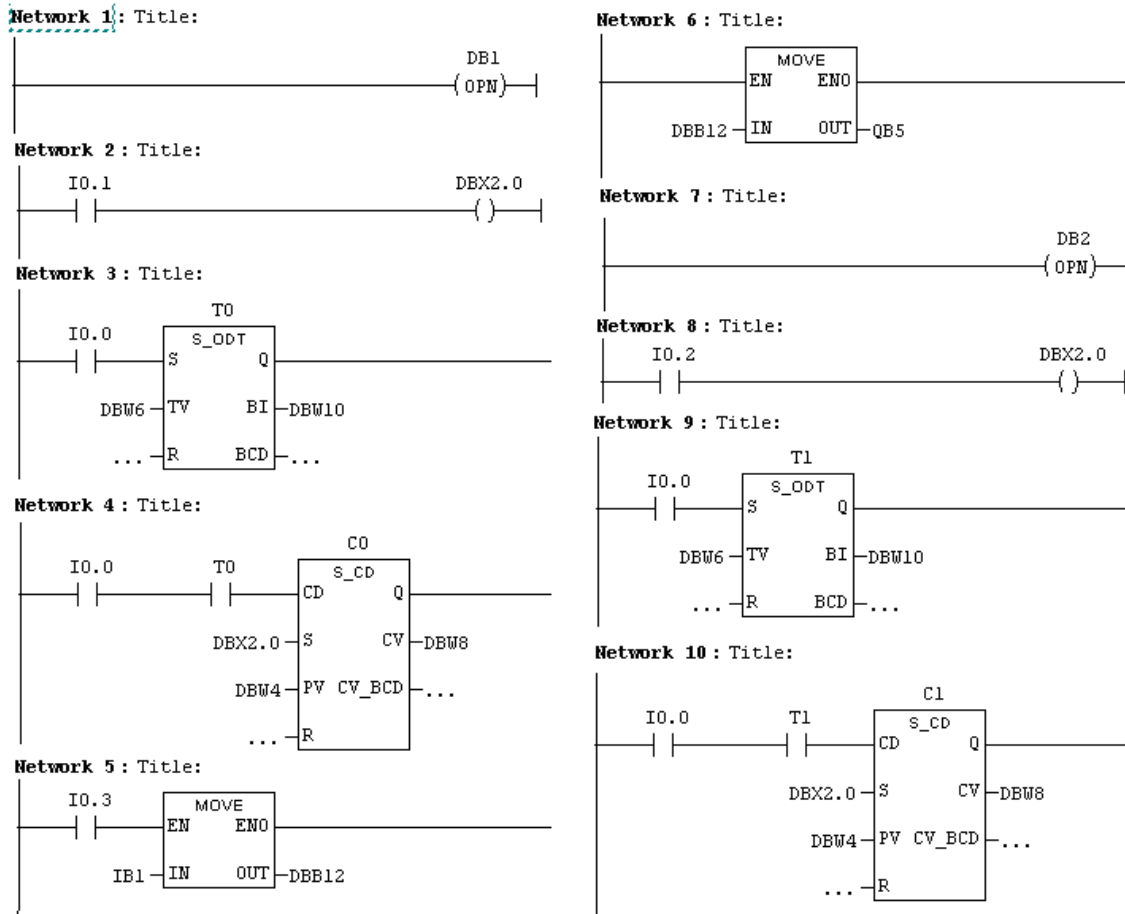 Network 1: Title:
DB1
(OPN)
Network 2: Title:
I0.1 DBX2.0
( )
Network 3: Title:
T0
I0.0 S_ODT
S Q
DBW6 TV BI DBW10
... R BCD ...
Network 4: Title:
C0
I0.0 T0 S_CD
CD Q
DBX2.0 S CV DBW8
DBW4 PV CV_BCD ...
... R
Network 5: Title:
I0.3 MOVE
EN ENO
IB1 IN OUT DBB12
Network 6: Title:
MOVE
EN ENO
DBB12 IN OUT QB5
Network 7: Title:
DB2
(OPN)
Network 8: Title:
I0.2 DBX2.0
( )
Network 9: Title:
T1
I0.0 S_ODT
S Q
DBW6 TV BI DBW10
... R BCD ...
Network 10: Title:
C1
I0.0 T1 S_CD
CD Q
DBX2.0 S CV DBW8
DBW4 PV CV_BCD ...
... R